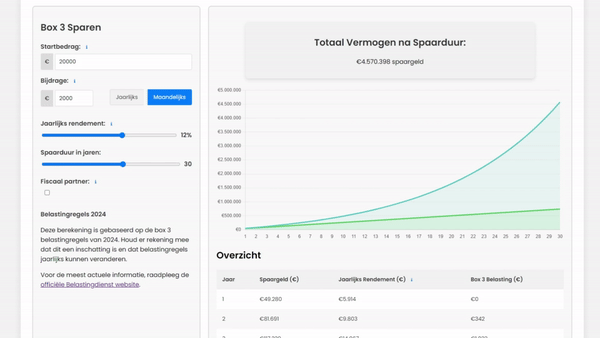 Box 3 Sparen
Startbedrag: i
€ 20000
Bijdrage: i
€ 2000 Jaarlijks Maandelijks
Jaarlijks rendement: i
12%
Spaarduur in jaren:
30
Fiscaal partner: i
Belastingregels 2024
Deze berekening is gebaseerd op de box 3
belastingregels van 2024. Houd er rekening mee
dat dit een inschatting is en dat belastingregels
jaarlijks kunnen veranderen.
Voor de meest actuele informatie, raadpleeg de
officiële Belastingdienst website.
Totaal Vermogen na Spaarduur:
€4.570.398 spaargeld
€5.000.000
€4.500.000
€4.000.000
€3.500.000
€3.000.000
€2.500.000
€2.000.000
€1.500.000
€1.000.000
€500.000
€0
1 2 3 4 5 6 7 8 9 10 11 12 13 14 15 16 17 18 19 20 21 22 23 24 25 26 27 28 29 30
Overzicht
Jaar Spaargeld (€) Jaarlijks Rendement (€) i Box 3 Belasting (€)
1 €49.280 €5.914 €0
2 €81.691 €9.803 €342